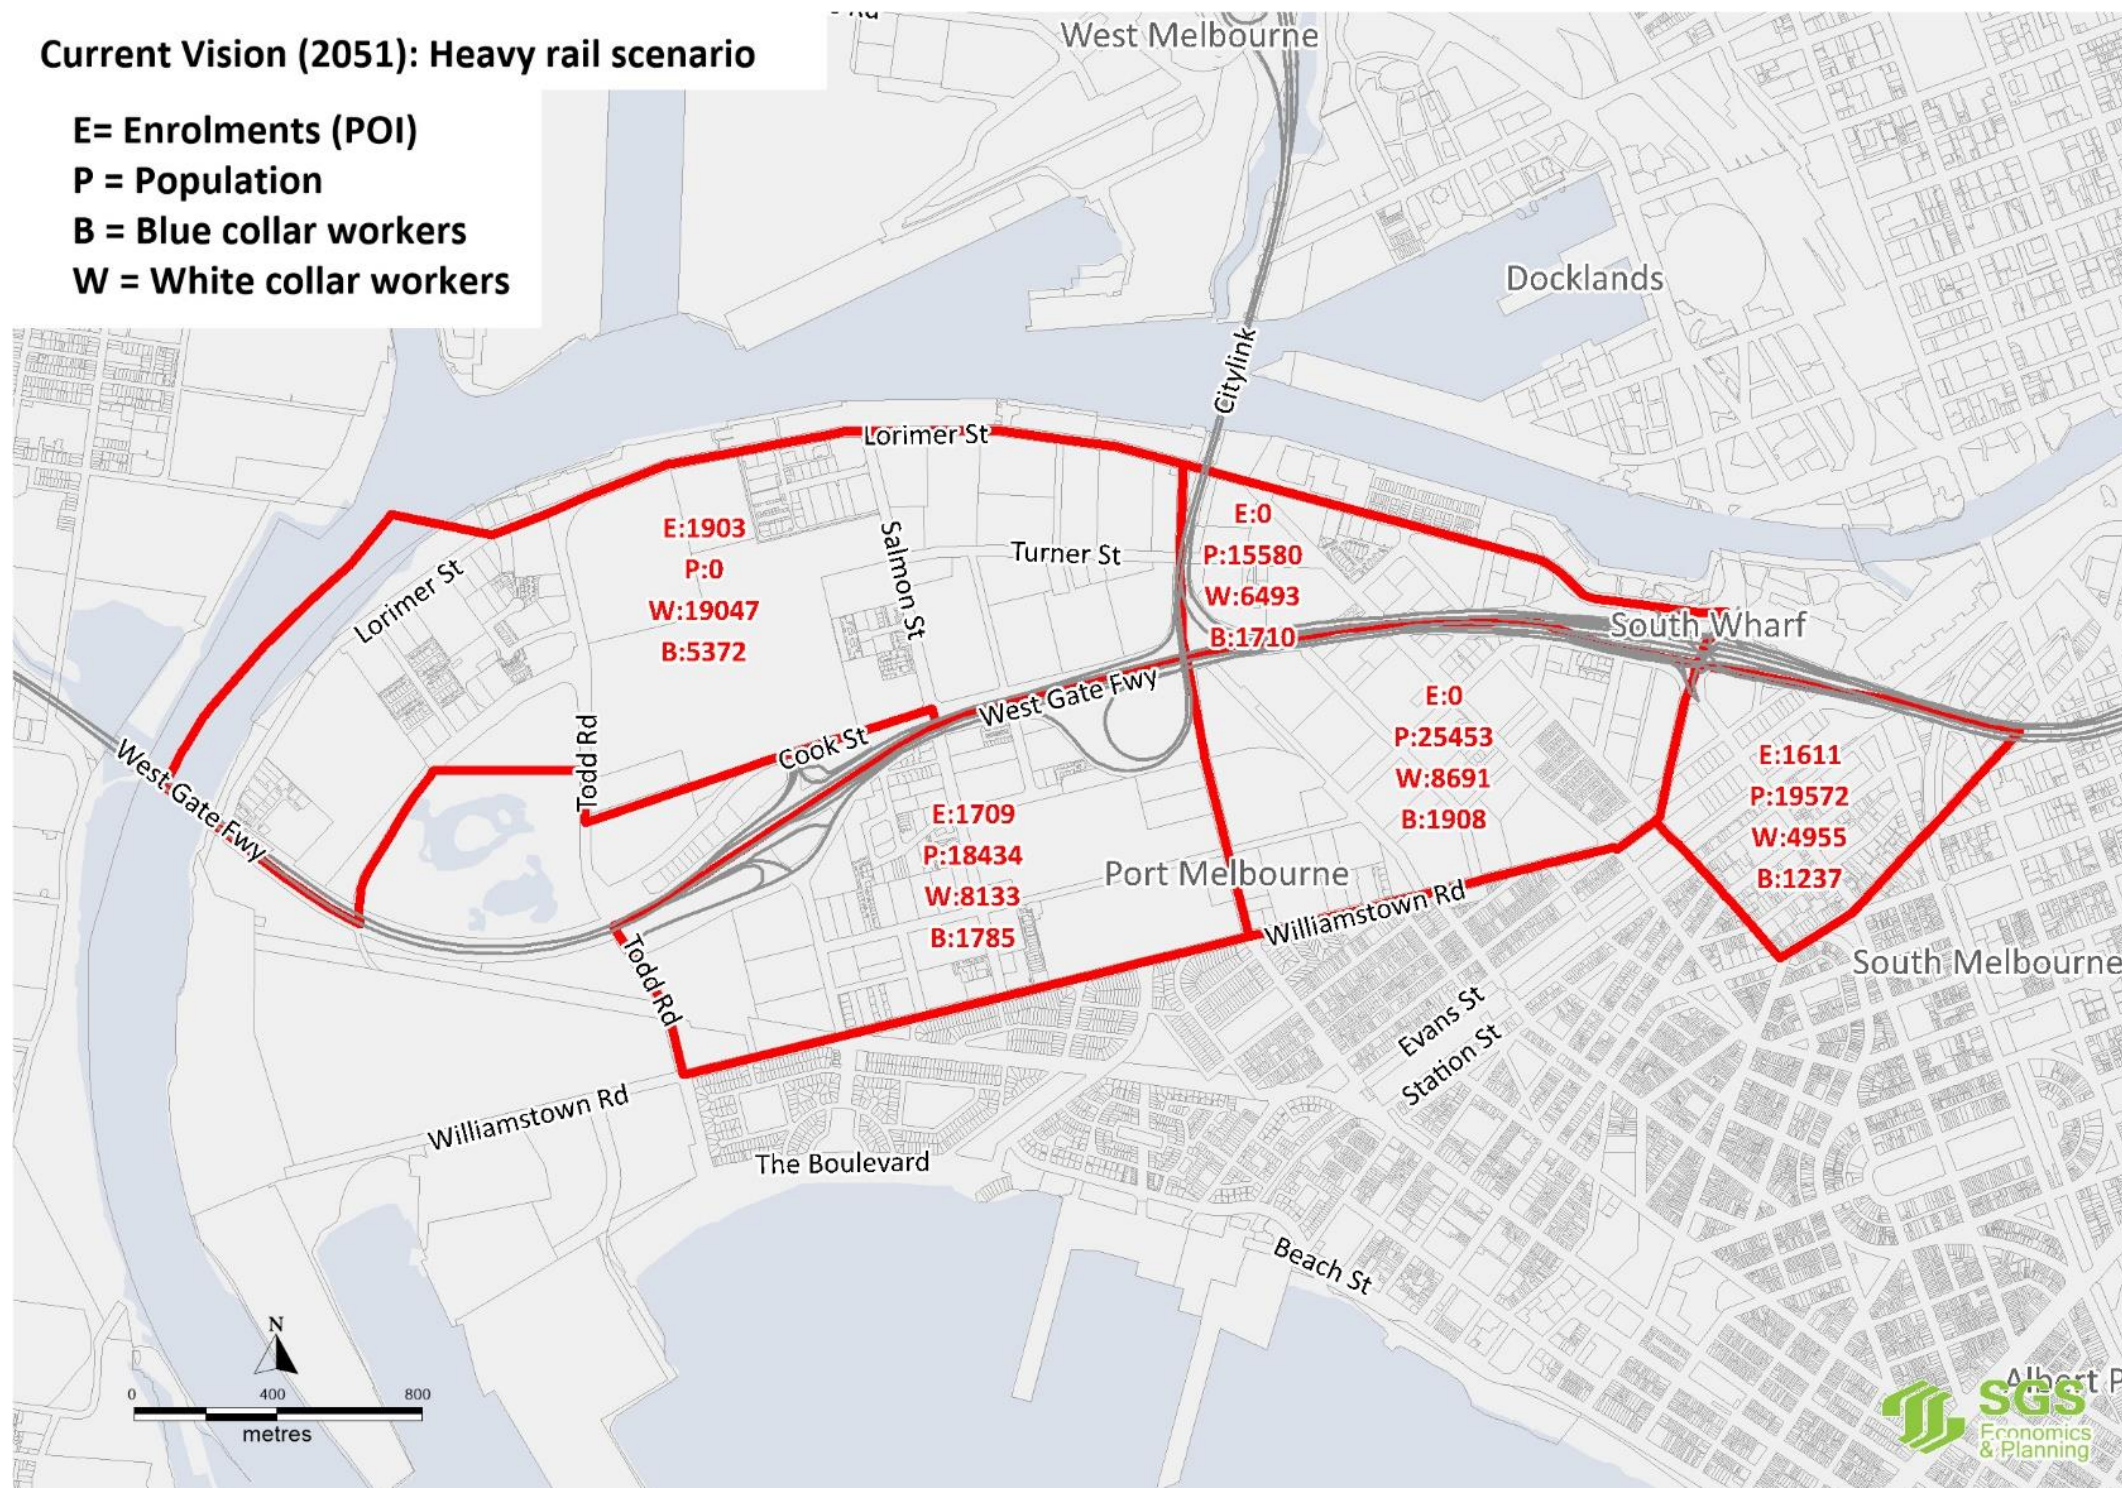 Current Vision (2051): Heavy rail scenario
E= Enrolments (POI)
P = Population
B = Blue collar workers
W = White collar workers
West Melbourne
Docklands
Citylink
Lorimer St
E:1903
P:0
W:19047
B:5372
Salmon St
Turner St
E:0
P:15580
W:6493
B:1710
Lorimer St
South Wharf
West Gate Fwy
E:0
P:25453
W:8691
B:1908
Todd Rd
Cook St
West Gate Fwy
E:1611
P:19572
W:4955
B:1237
E:1709
P:18434
W:8133
B:1785
Port Melbourne
Williamstown Rd
Todd Rd
South Melbourne
Evans St
Station St
Williamstown Rd
The Boulevard
Beach St
N
0 400 800
metres
Albert P
SGS
Economics
& Planning